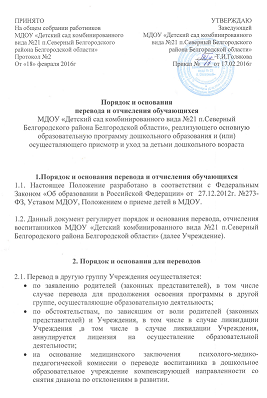 ПРИНЯТО
На общем собрании работников
МДОУ «Детский сад комбинированного
вида №21 п.Северный Белгородского
района Белгородской области»
Протокол №2
От «18» февраля 2016г
УТВЕРЖДАЮ
Заведующей
МДОУ «Детский сад комбинированного
вида №21 п.Северный Белгородского
района Белгородской области»
Т.Н.Голахова
Приказ № от 17.02.2016г.
Порядок и основания
перевода и отчисления обучающихся
МДОУ «Детский сад комбинированного вида №21 п.Северный
Белгородского района Белгородской области», реализующего основную
образовательную программу дошкольного образования и (или)
осуществляющего присмотр и уход за детьми дошкольного возраста
1.Порядок и основания перевода и отчисления обучающихся
1.1. Настоящее Положение разработано в соответствии с Федеральным
Законом «Об образовании в Российской Федерации» от 27.12.2012г. №273-
ФЗ, Уставом МДОУ, Положением о приеме детей в МДОУ.
1.2. Данный документ регулирует порядок и основания перевода, отчисления
воспитанников МДОУ «Детский сад комбинированного вида №21 п.Северный
Белгородского района Белгородской области» (далее Учреждение).
2. Порядок и основания для переводов
2.1. Перевод в другую группу Учреждения осуществляется:
• по заявлению родителей (законных представителей), в том числе
случае перевода для продолжения освоения программы в другой
группе, осуществляющие образовательную деятельность;
• по обстоятельствам, по зависящим от воли родителей (законных
представителей) и Учреждения, в том числе в случае ликвидации
Учреждения ,в том числе в случае ликвидации Учреждения,
аннулируется лицензия на осуществление образовательной
деятельности;
• на основание медицинского заключения психолого-медико-
педагогической комиссии о переводе воспитанника в дошкольное
образовательное учреждение компенсирующей направленности со
снятия дианоза по отклонениям в развитии.